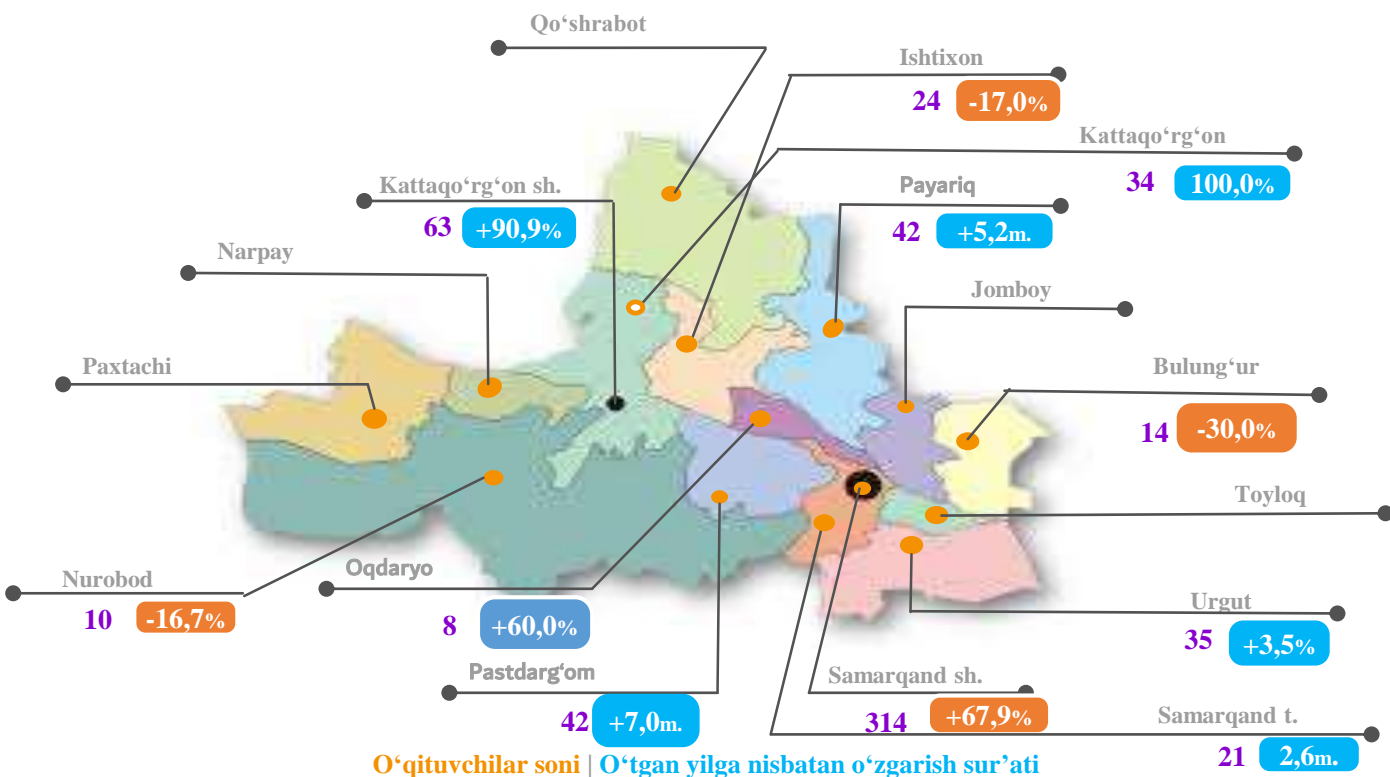 Qo‘shrabot
Ishtixon
24 -17,0%
Kattaqo‘rg‘on
34 100,0%
Kattaqo‘rg‘on sh.
63 +90,9%
Payariq
42 +5,2m.
Narpay
Jomboy
Paxtachi
Bulung‘ur
14 -30,0%
Toyloq
Nurobod
10 -16,7%
Oqdaryo
8 +60,0%
Urgut
35 +3,5%
Pastdarg‘om
42 +7,0m.
Samarqand sh.
314 +67,9%
Samarqand t.
21 2,6m.
O‘qituvchilar soni | O‘tgan yilga nisbatan o‘zgarish sur’ati